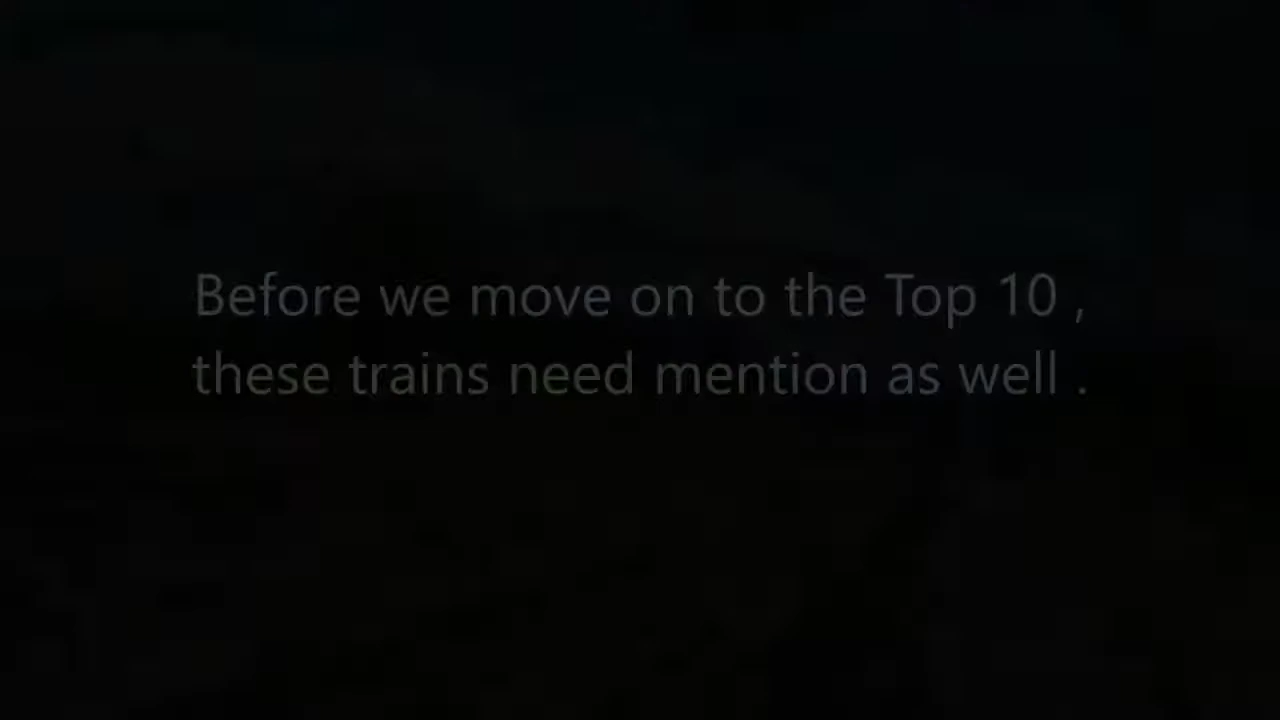 Before we move on to the Top 10 ,
these trains need mention as well .